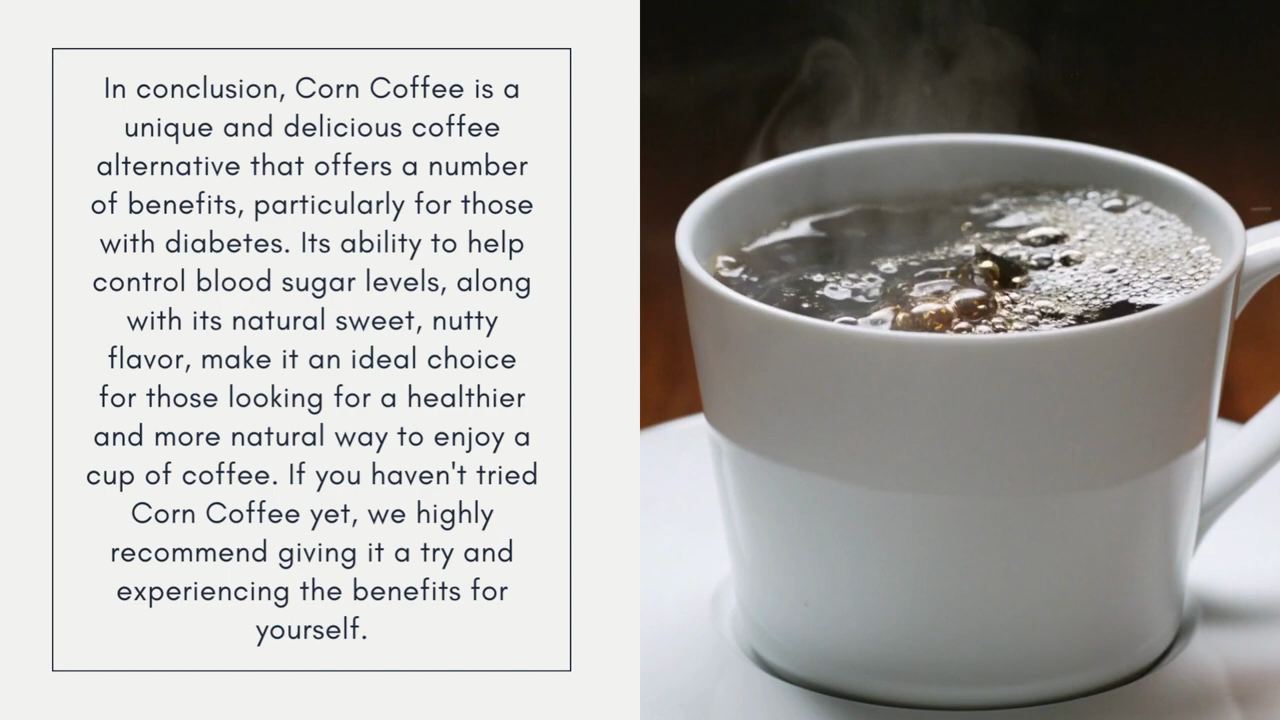 In conclusion, Corn Coffee is a
unique and delicious coffee
alternative that offers a number
of benefits, particularly for those
with diabetes. Its ability to help
control blood sugar levels, along
with its natural sweet, nutty
flavor, make it an ideal choice
for those looking for a healthier
and more natural way to enjoy a
cup of coffee. If you haven't tried
Corn Coffee yet, we highly
recommend giving it a try and
experiencing the benefits for
yourself.